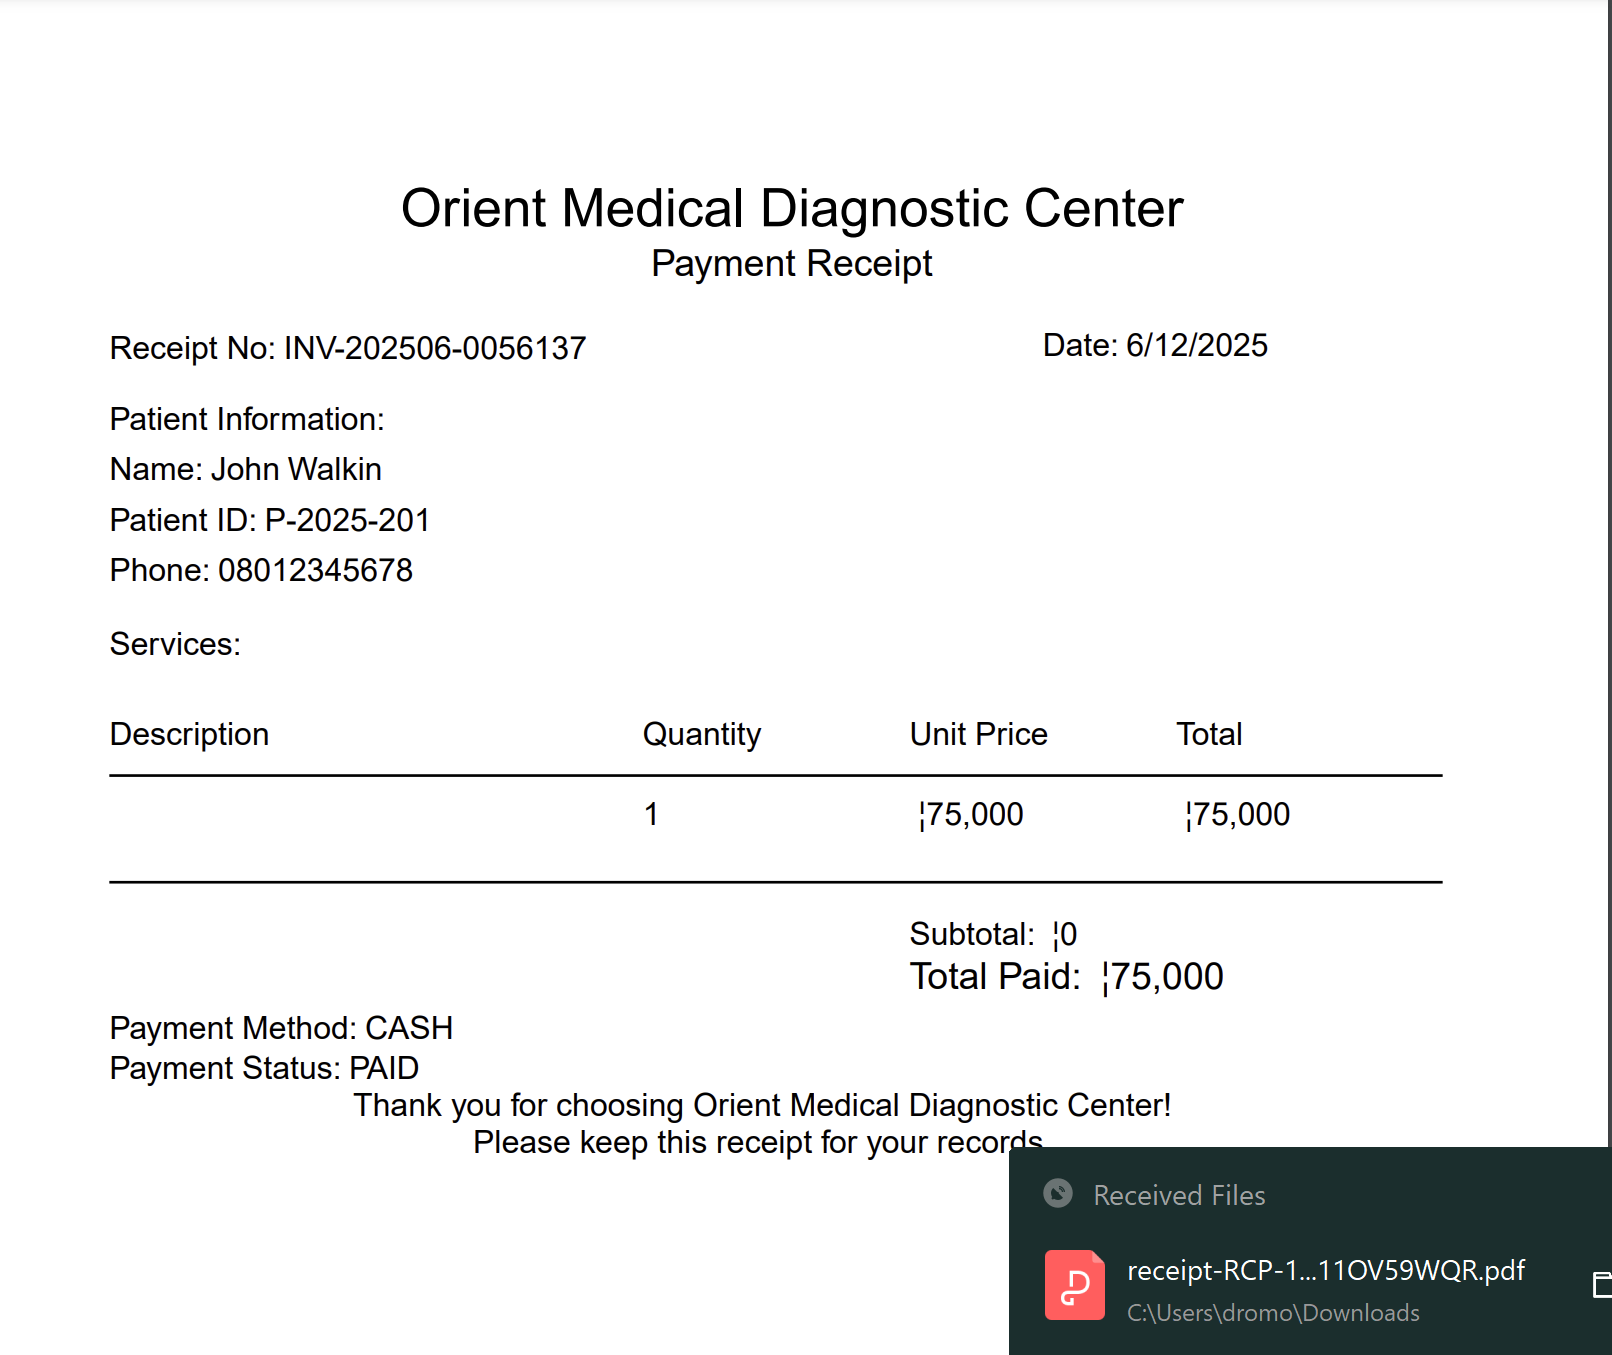 Orient Medical Diagnostic Center
Payment Receipt
Receipt No: INV-202506-0056137 Date: 6/12/2025
Patient Information:
Name: John Walkin
Patient ID: P-2025-201
Phone: 08012345678
Services:
Description Quantity Unit Price Total
1 ¦75,000 ¦75,000
Subtotal: ¦0
Total Paid: ¦75,000
Payment Method: CASH
Payment Status: PAID
Thank you for choosing Orient Medical Diagnostic Center!
Please keep this receipt for your records
Received Files
receipt-RCP-1...11OV59WQR.pdf
C:\Users\dromo\Downloads